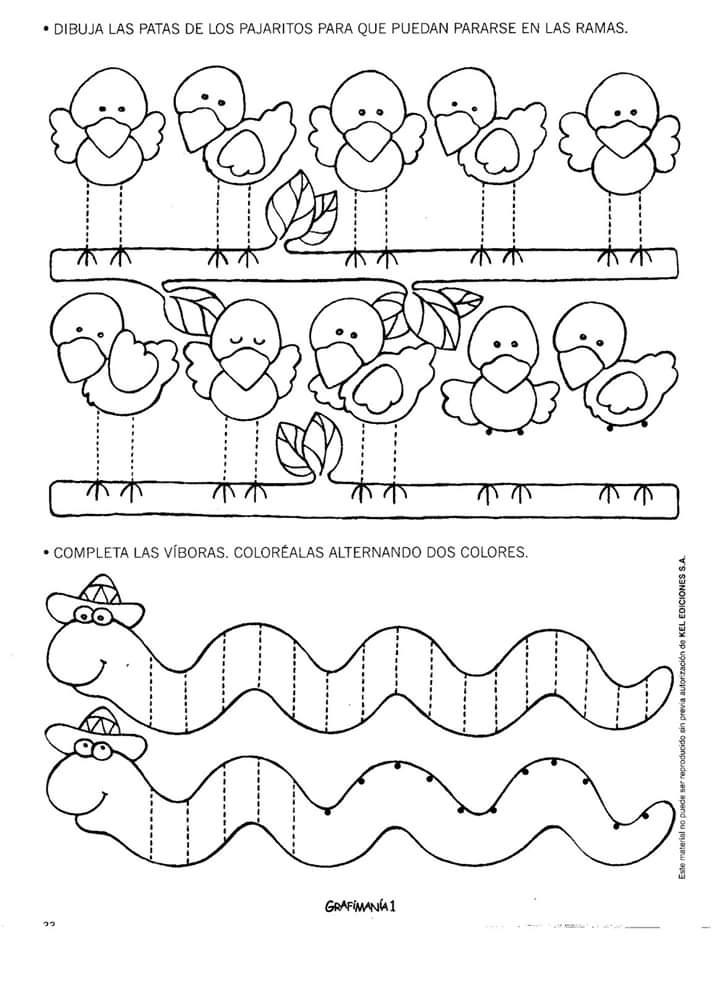 • DIBUJA LAS PATAS DE LOS PAJARITOS PARA QUE PUEDAN PARARSE EN LAS RAMAS.
• COMPLETA LAS VÍBORAS. COLORÉALAS ALTERNANDO DOS COLORES.
Este material no puede ser reproducido sin previa autorización de KEL EDICIONES S.A.
GRAFIMANÍA 1